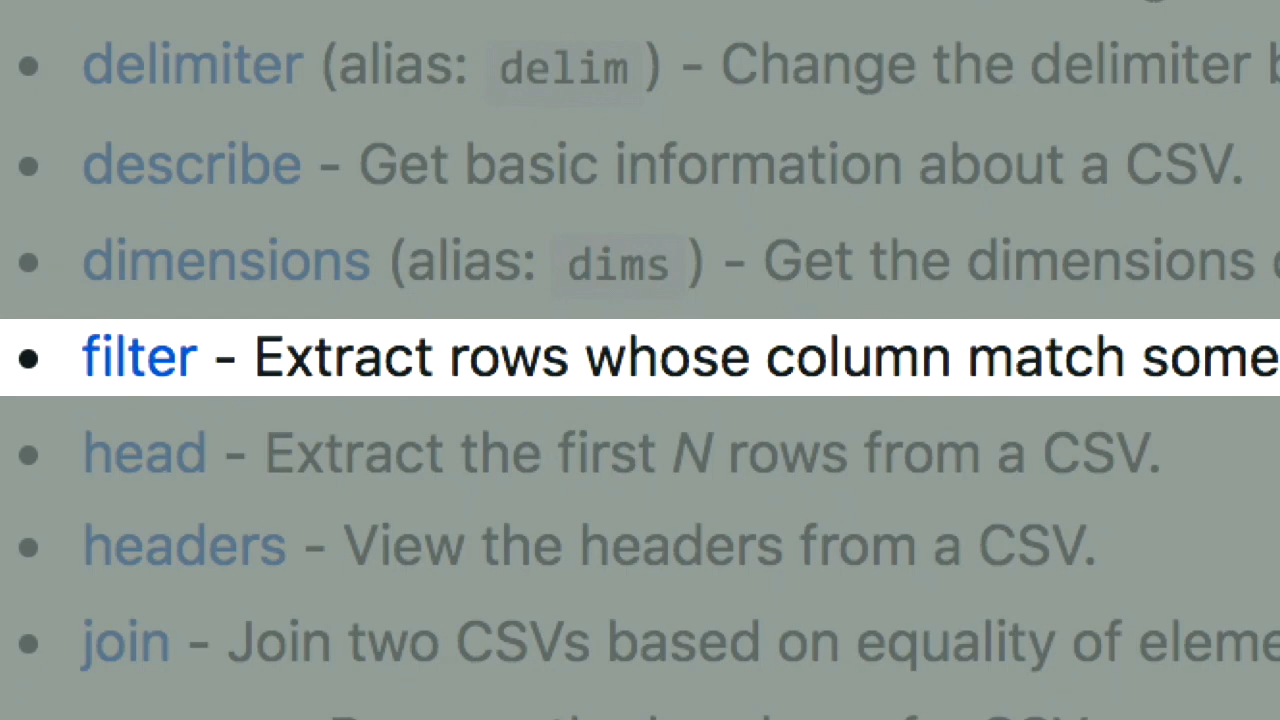 • delimiter (alias: delim) - Change the delimiter
• describe - Get basic information about a CSV.
• dimensions (alias: dims) - Get the dimensions
• filter - Extract rows whose column match some
• head - Extract the first N rows from a CSV.
• headers - View the headers from a CSV.
• join - Join two CSVs based on equality of eleme